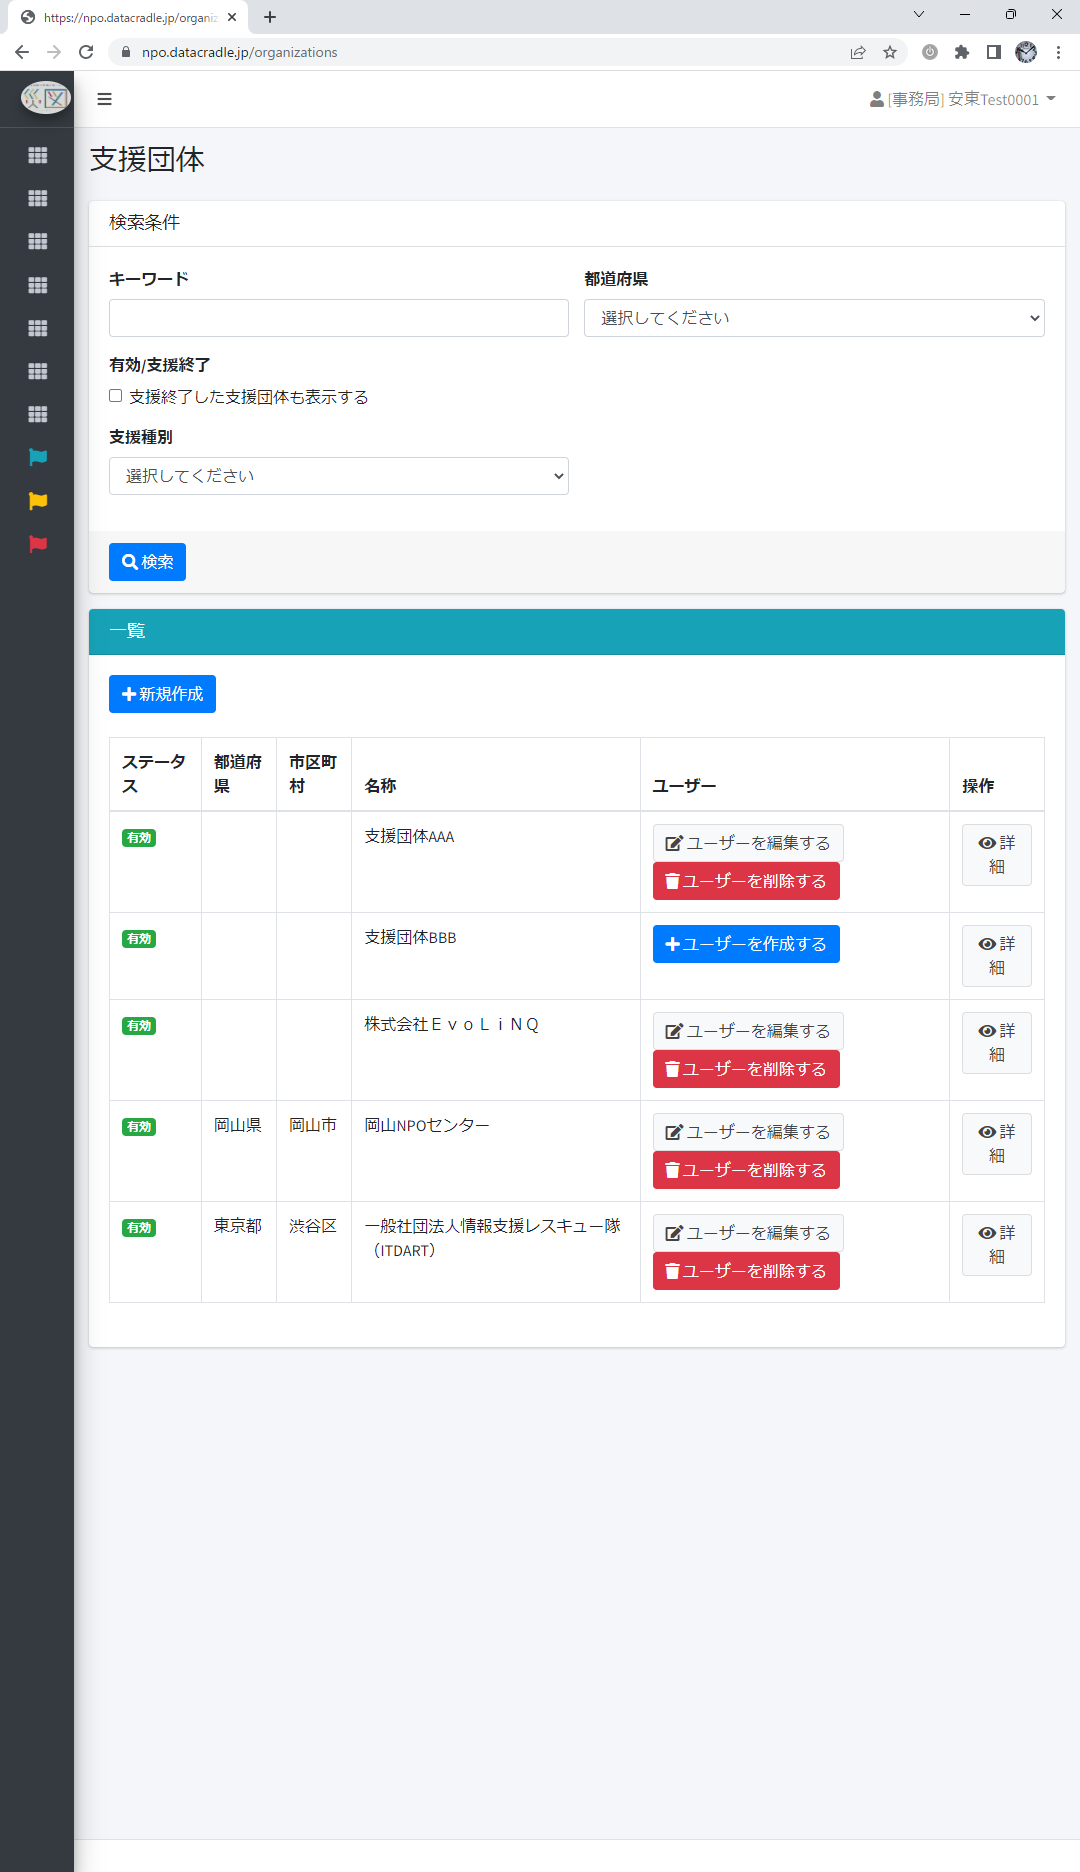 https://npo.datacradle.jp/organiz
npo.datacradle.jp/organizations
災図
[事務局] 安東Test0001
支援団体
検索条件
キーワード
都道府県
選択してください
有効/支援終了
支援終了した支援団体も表示する
支援種別
選択してください
検索
一覧
新規作成
ステータス
都道府県
市区町村
名称
ユーザー
操作
有効
支援団体AAA
ユーザーを編集する
ユーザーを削除する
詳細
有効
支援団体BBB
ユーザーを作成する
詳細
有効
株式会社ＥｖｏＬｉＮＱ
ユーザーを編集する
ユーザーを削除する
詳細
有効
岡山県
岡山市
岡山NPOセンター
ユーザーを編集する
ユーザーを削除する
詳細
有効
東京都
渋谷区
一般社団法人情報支援レスキュー隊
（ITDART）
ユーザーを編集する
ユーザーを削除する
詳細